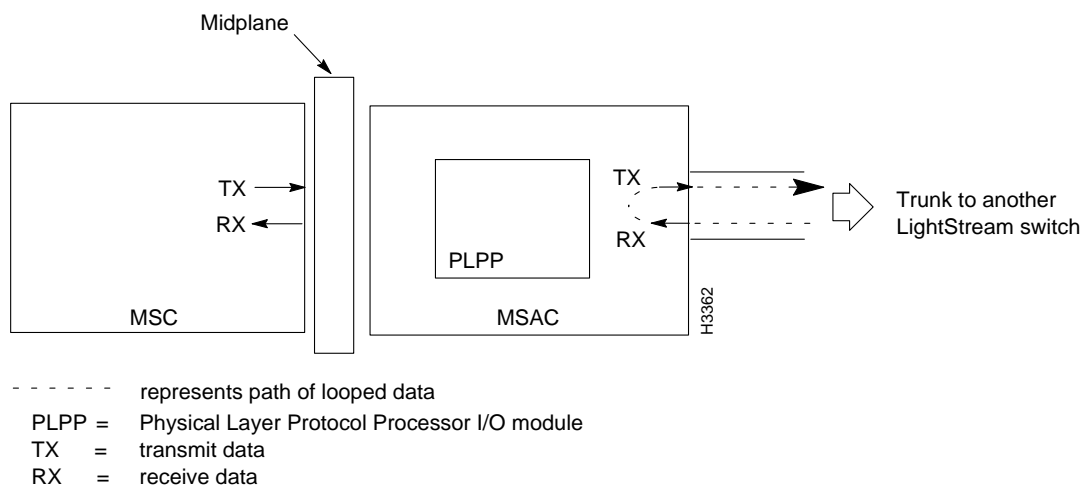 Midplane
TX
RX
MSC
TX
RX
PLPP
MSAC
H3362
Trunk to another
LightStream switch
represents path of looped data
PLPP = Physical Layer Protocol Processor I/O module
TX = transmit data
RX = receive data